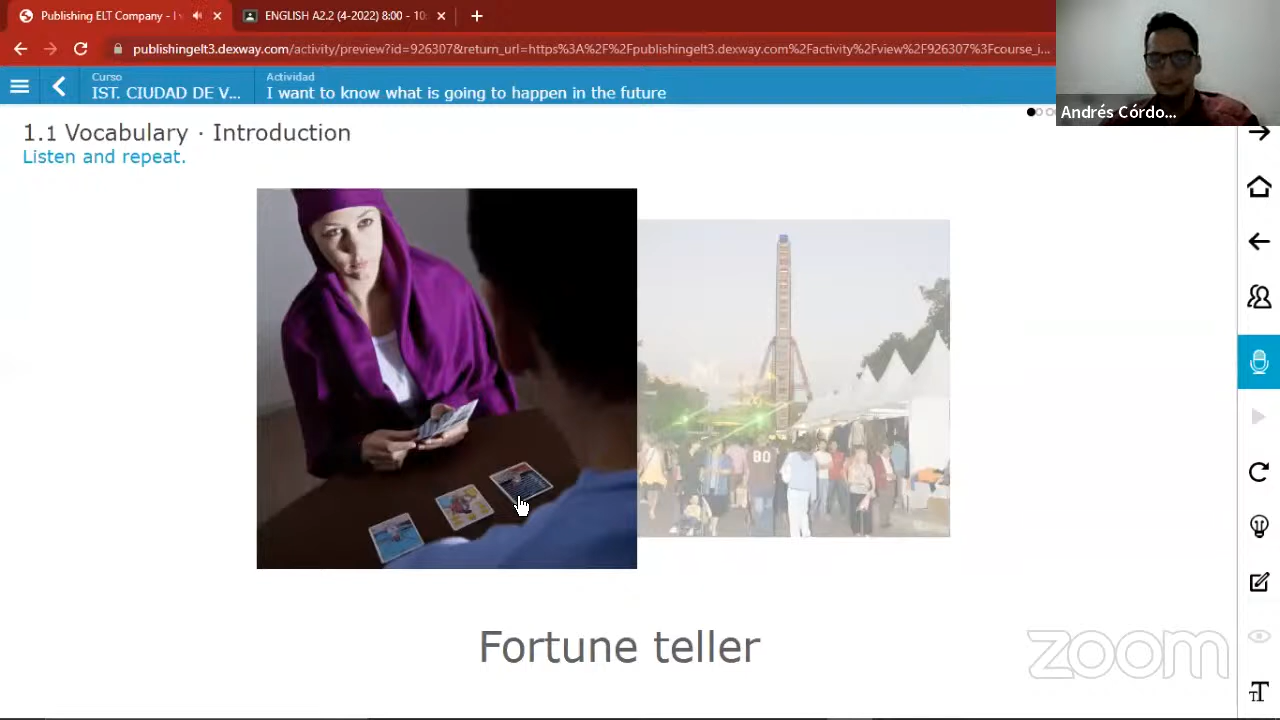 Publishing ELT Company - I
ENGLISH A2.2 (4-2022) 8:00 - 10:
publishingelt3.dexway.com/activity/preview?id=926307&return_url=https%3A%2F%2Fpublishingelt3.dexway.com%2Factivity%2Fview%2F926307%3Fcourse_i...
Curso
IST. CIUDAD DE V...
Actividad
I want to know what is going to happen in the future
Andrés Córdo...
1.1 Vocabulary · Introduction
Listen and repeat.
80
Fortune teller
zoom
TT